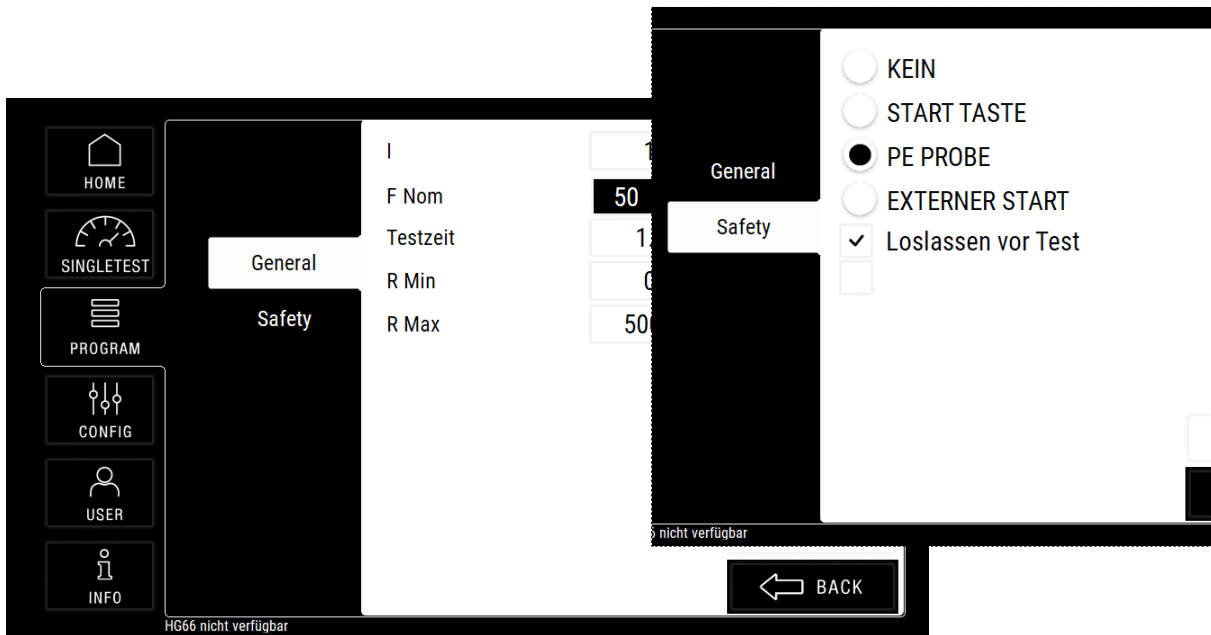 HOME
SINGLETEST
PROGRAM
CONFIG
USER
INFO
General
Safety
I
F Nom 50
Testzeit
R Min
R Max
BACK
HG66 nicht verfügbar
General
Safety
KEIN
START TASTE
PE PROBE
EXTERNER START
Loslassen vor Test
nicht verfügbar